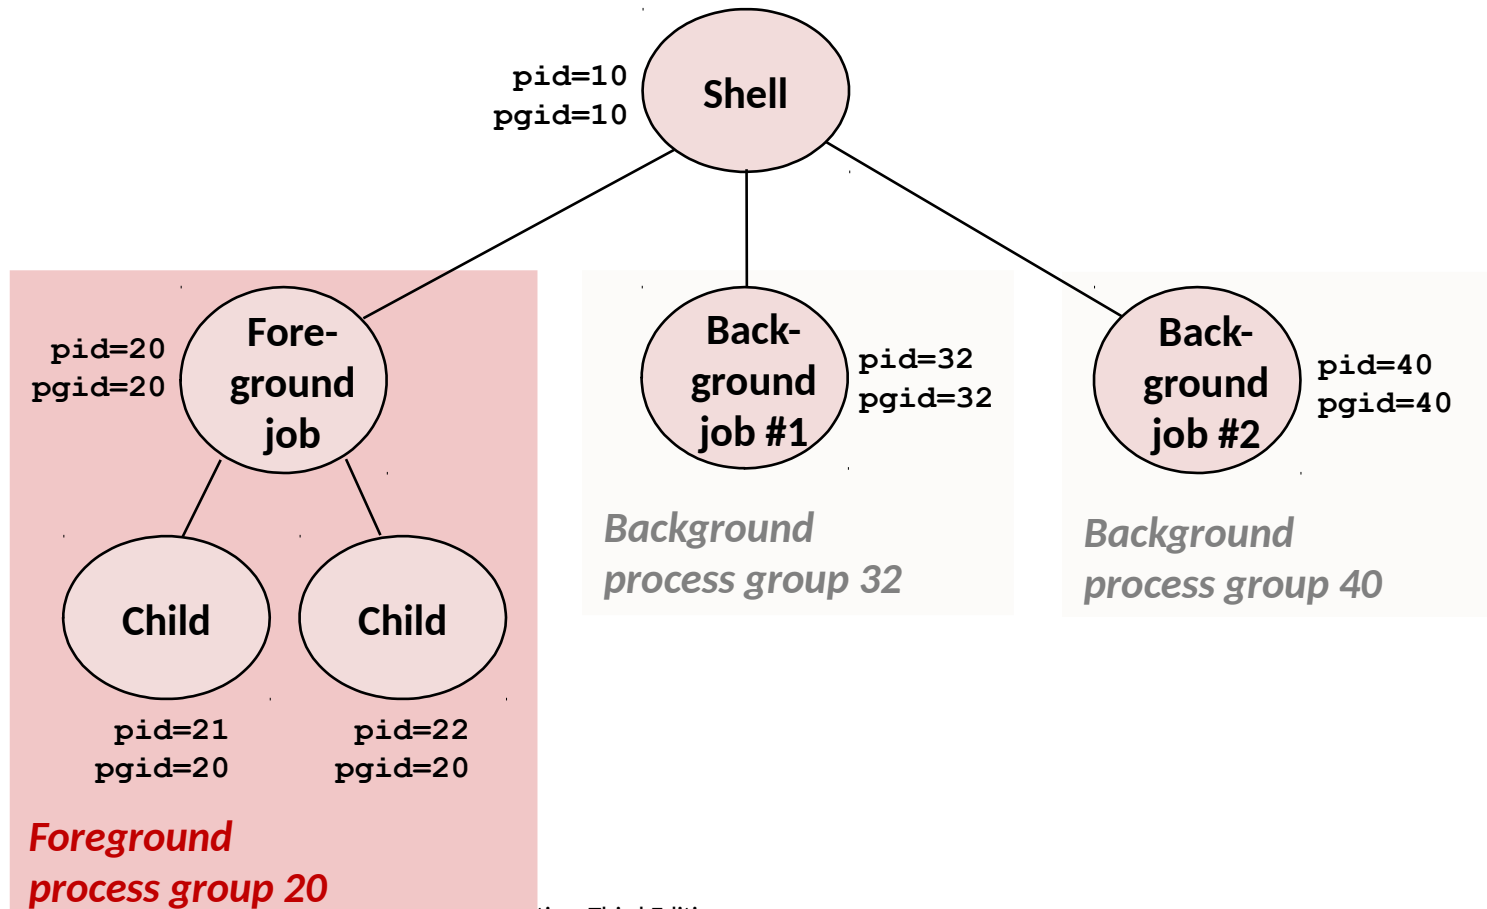 pid=10
pgid=10
Shell
pid=20
pgid=20
Fore-
ground
job
Back-
ground
job #1
pid=32
pgid=32
Back-
ground
job #2
pid=40
pgid=40
Background
process group 32
Background
process group 40
Child
Child
pid=21
pgid=20
pid=22
pgid=20
Foreground
process group 20